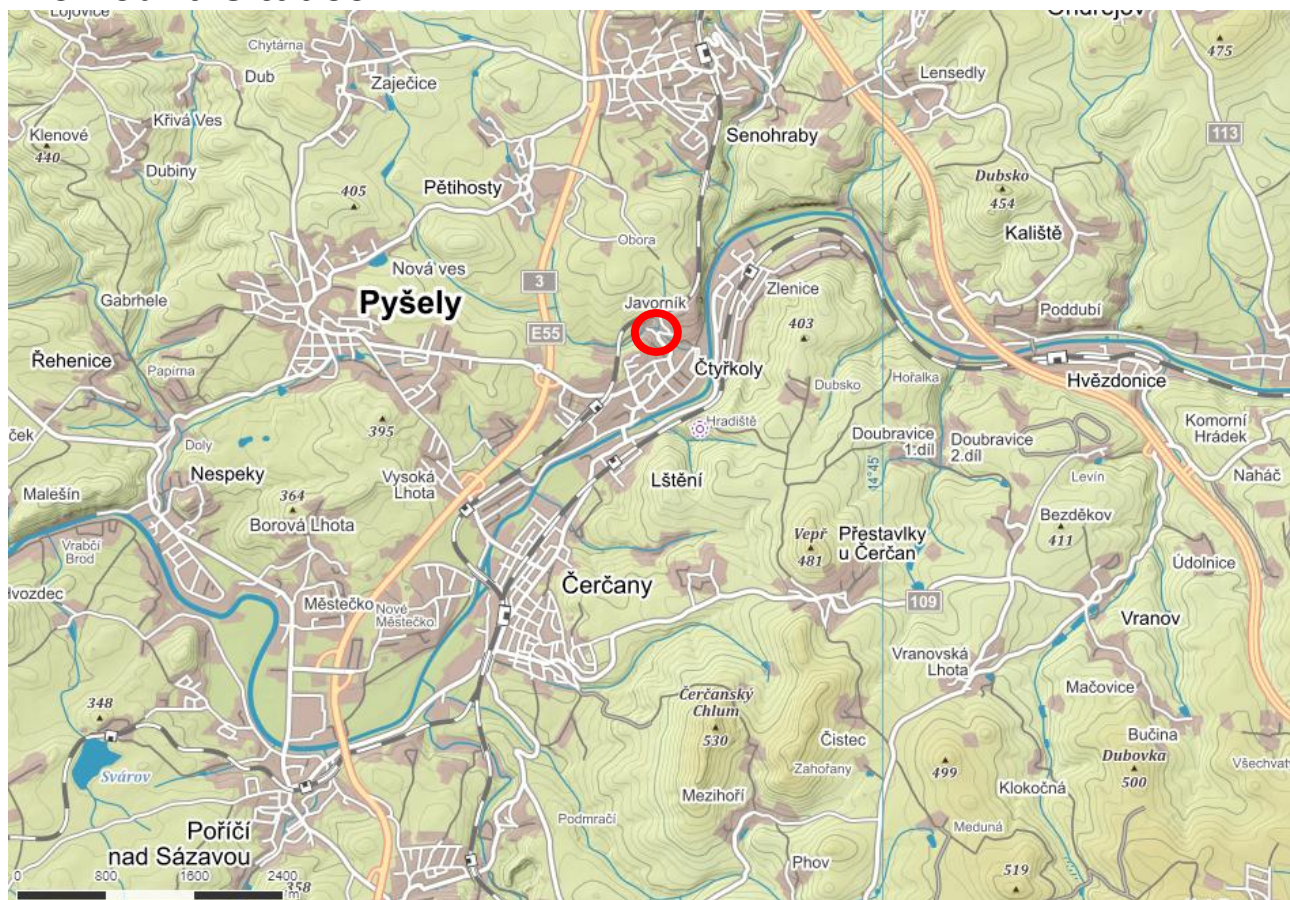 Chytárna
Dub
Zaječice
Křivá Ves
Klenové
440
Dubiny
405
Pětihosty
Senohraby
Lensedly
475
113
Dubsko
454
Kaliště
Obora
Nová ves
3
Gabrhele
Pyšely
Javorník
Zlenice
Poddubí
E55
403
Řehenice
Papírna
Čtyřkoly
Dubsko
Hořalka
Hvězdonice
395
Hradiště
Komorní
Hrádek
Doly
Doubravice
1.díl
Doubravice
2.díl
Nespeky
Vysoká
Lhota
Lštění
14°45'
Levín
Naháč
Malešín
364
Borová Lhota
Bezděkov
411
Vepř
481
Přestavlky
u Čerčan
Vrabčí
Brod
Údolnice
Čerčany
Městečko
Nové
Městečko
109
Vranov
Vranovská
Lhota
Mačovice
348
Čerčanský
Chlum
530
Čistec
Bučina
Svárov
Zahořany
499
Dubovka
500
Klokočná
Mezihoří
Podmračí
Meduná
Poříčí
nad Sázavou
Phov
519
358
0 800 1600 2400
m